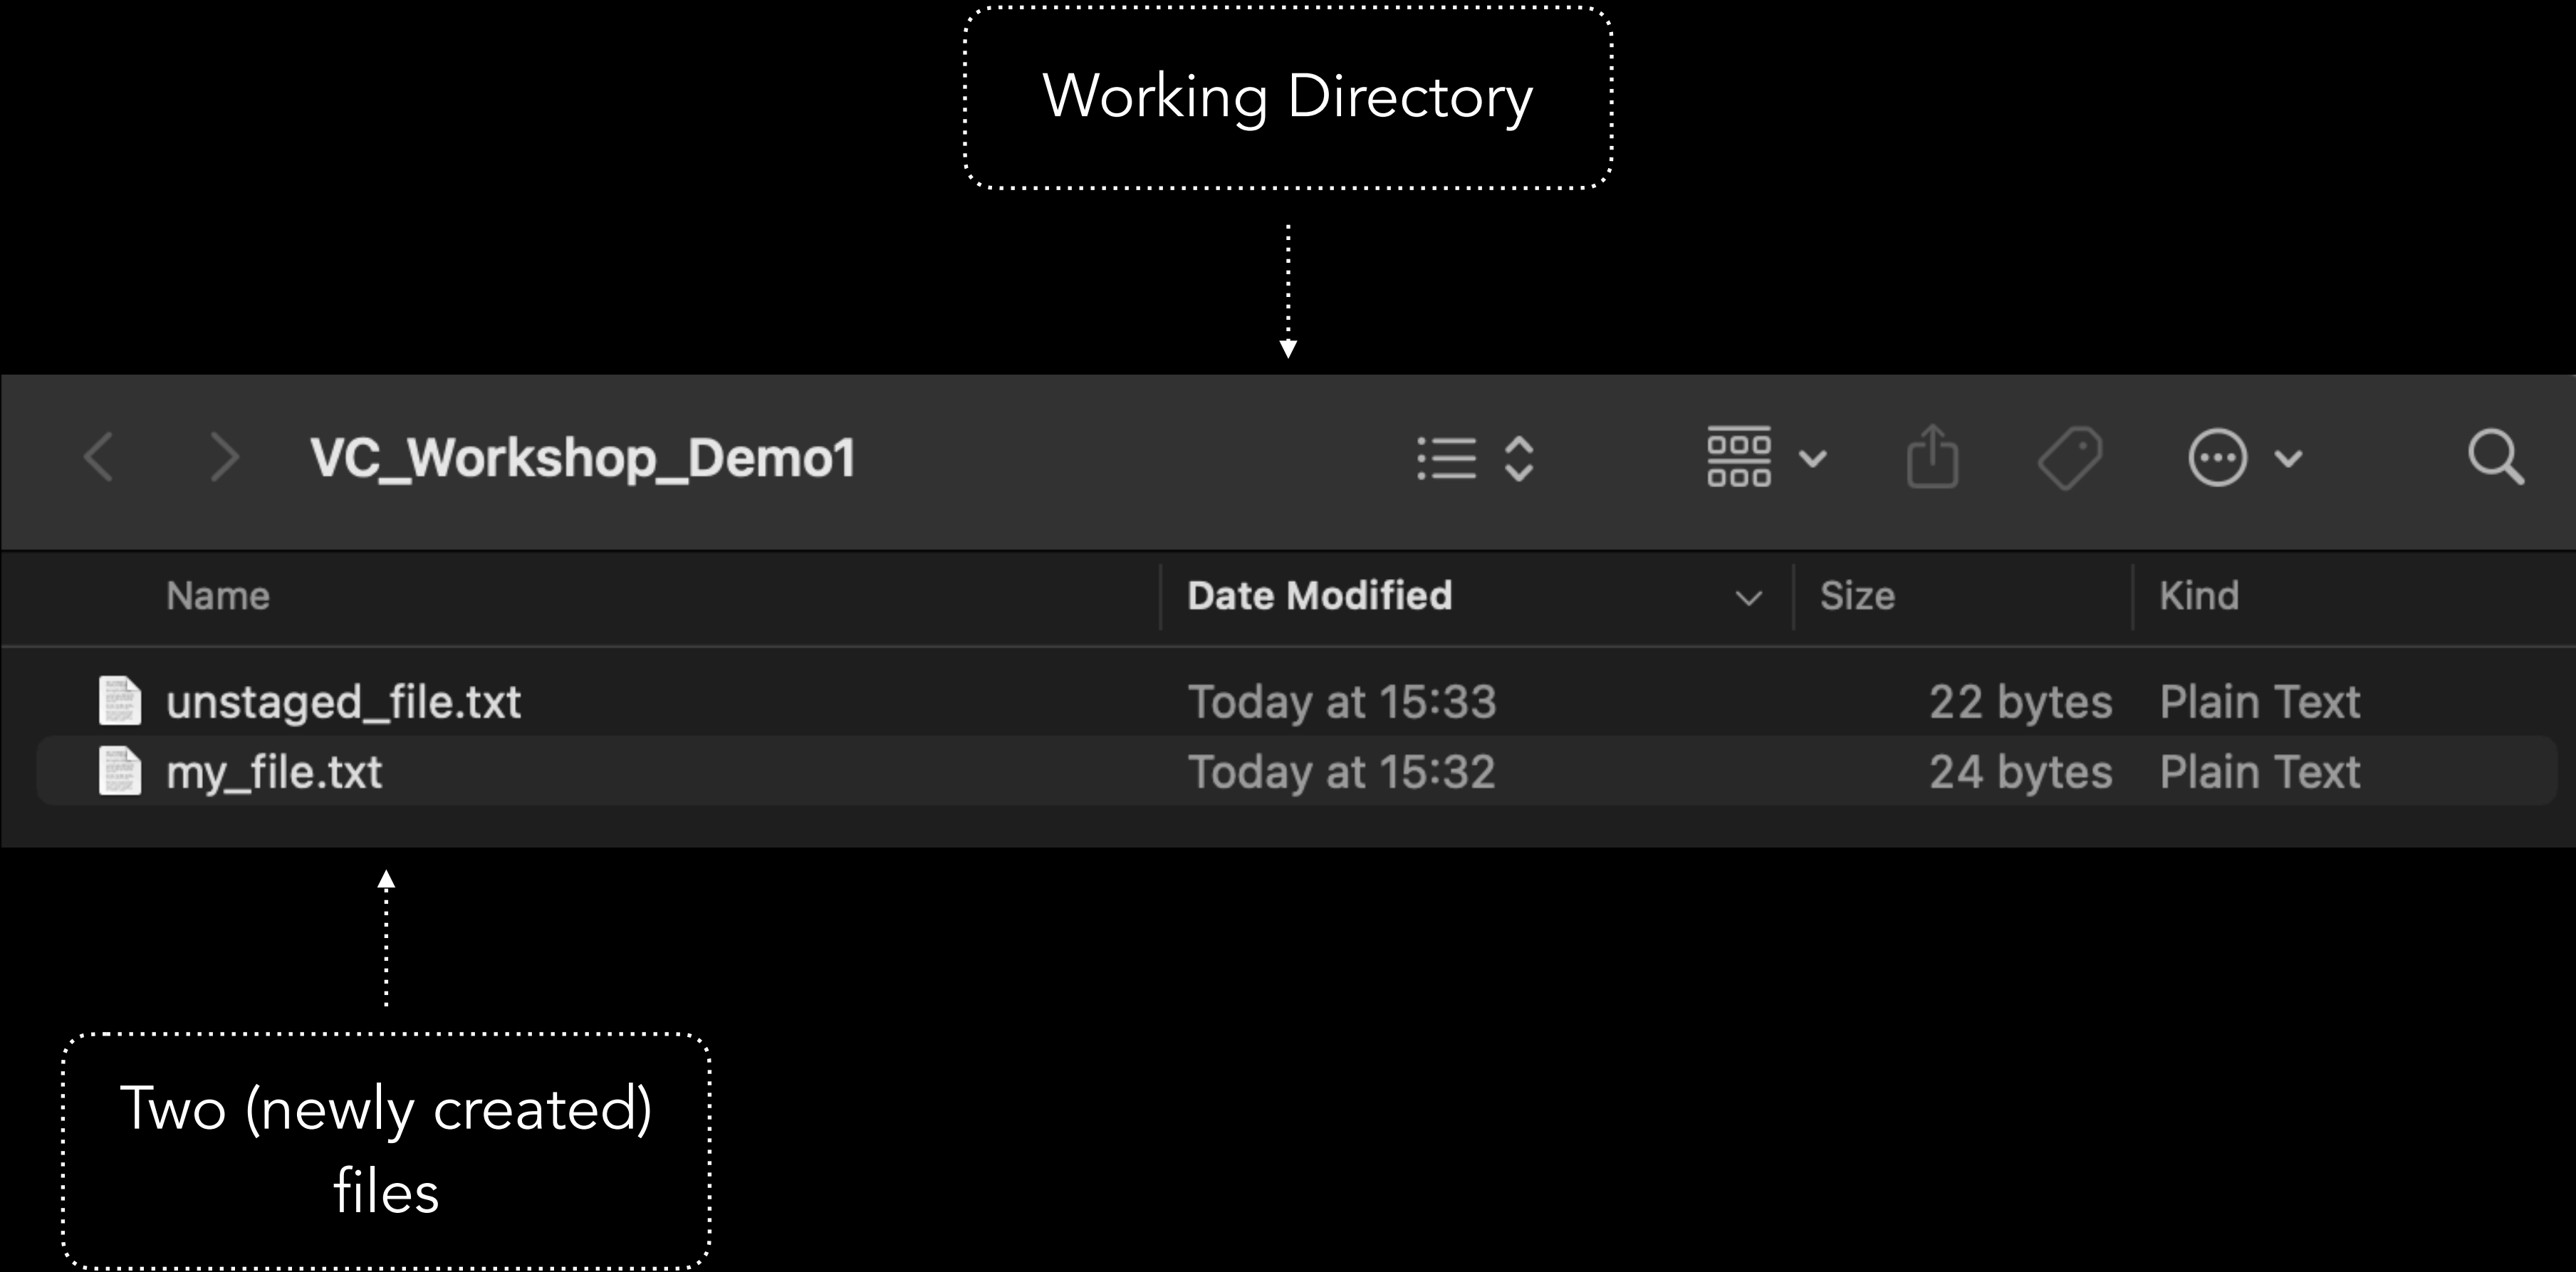 Working Directory
VC_Workshop_Demo1
Name Date Modified Size Kind
unstaged_file.txt Today at 15:33 22 bytes Plain Text
my_file.txt Today at 15:32 24 bytes Plain Text
Two (newly created)
files